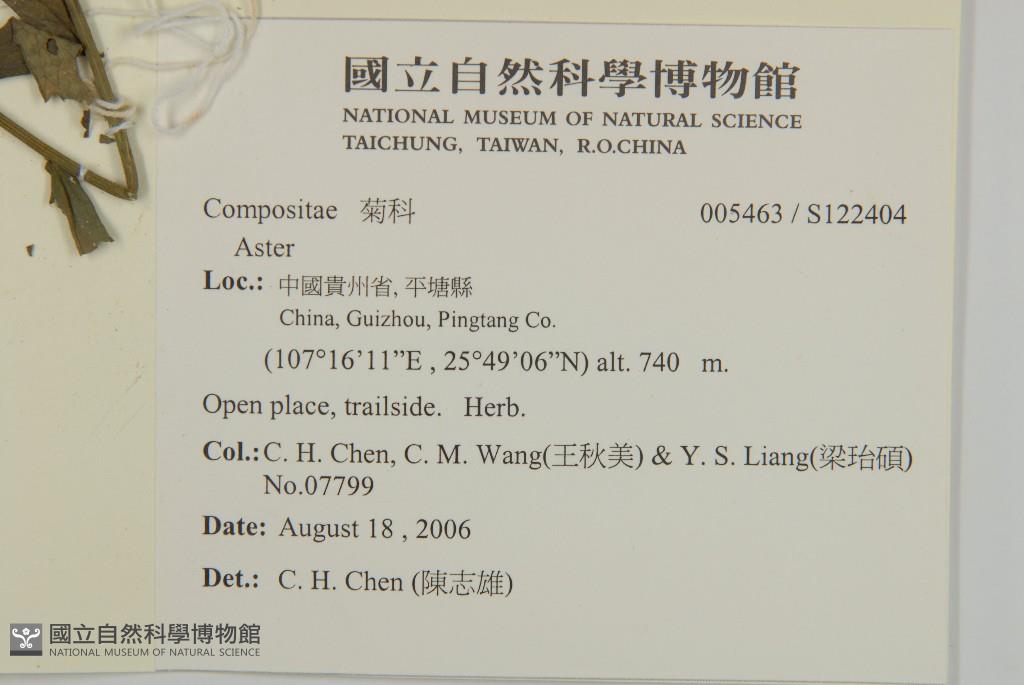 國立自然科學博物館
NATIONAL MUSEUM OF NATURAL SCIENCE
TAICHUNG, TAIWAN, R.O.CHINA
Compositae 菊科 005463 / S122404
Aster
Loc.: 中國貴州省, 平塘縣
China, Guizhou, Pingtang Co.
(107°16’11”E , 25°49’06”N) alt. 740 m.
Open place, trailside. Herb.
Col.: C. H. Chen, C. M. Wang(王秋美) & Y. S. Liang(梁珆碩)
No.07799
Date: August 18 , 2006
Det.: C. H. Chen (陳志雄)
國立自然科學博物館
NATIONAL MUSEUM OF NATURAL SCIENCE